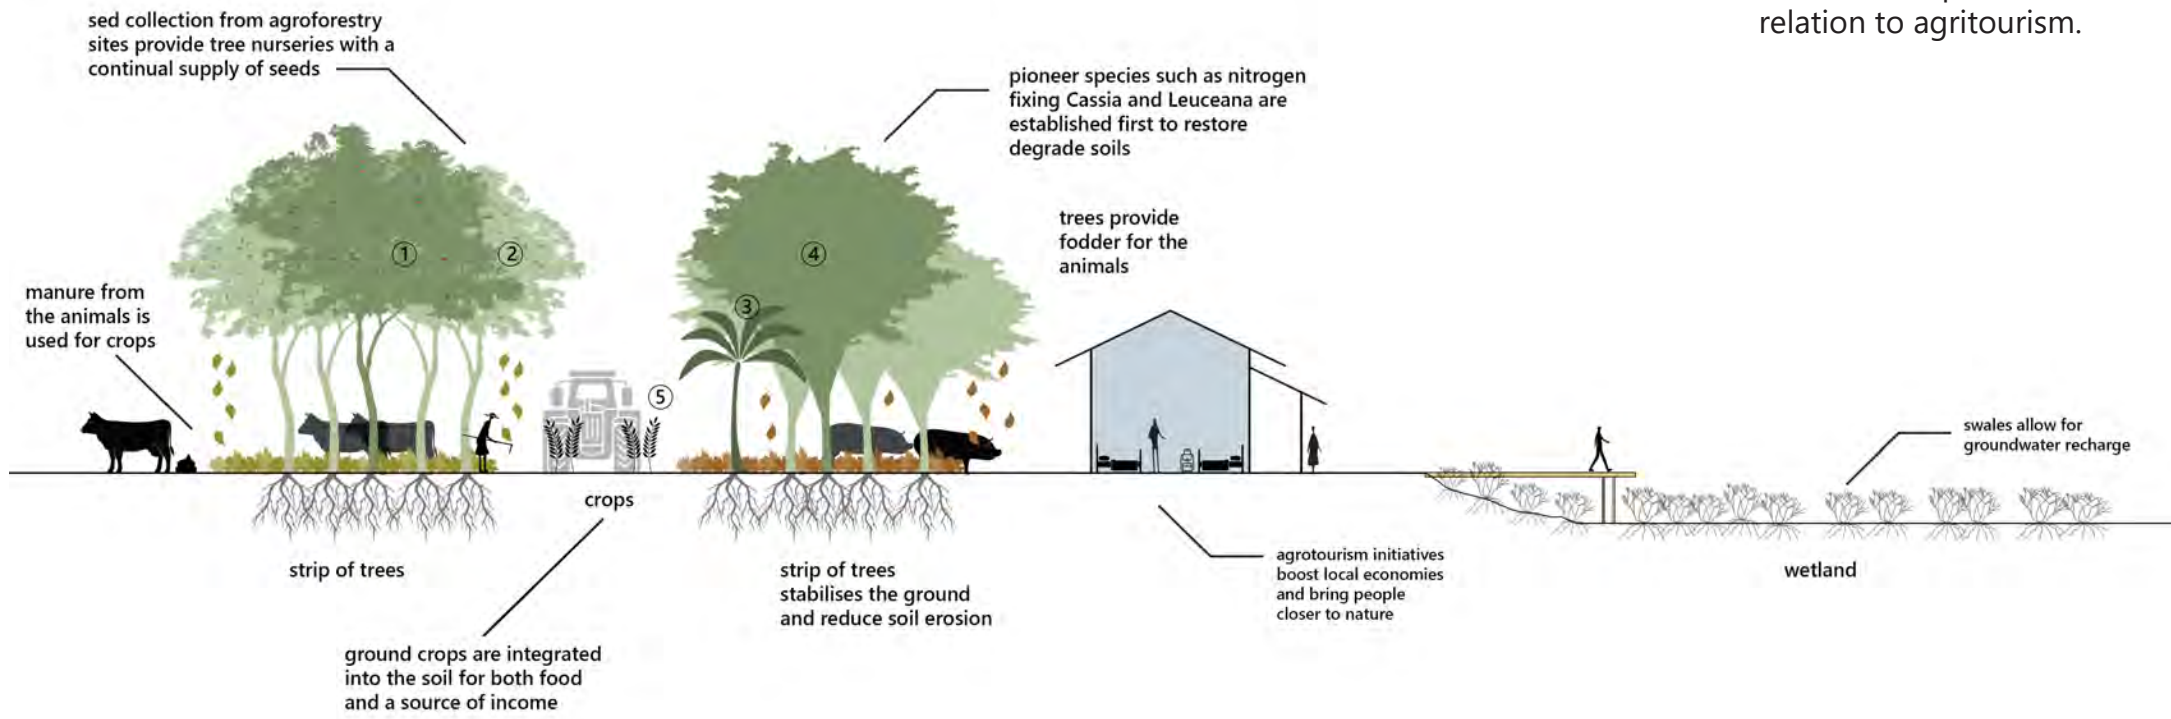 relation to agritourism.
sed collection from agroforestry
sites provide tree nurseries with a
continual supply of seeds
pioneer species such as nitrogen
fixing Cassia and Leuceana are
established first to restore
degrade soils
trees provide
fodder for the
animals
manure from
the animals is
used for crops
1
2
3
4
5
swales allow for
groundwater recharge
crops
strip of trees
strip of trees
stabilises the ground
and reduce soil erosion
agrotourism initiatives
boost local economies
and bring people
closer to nature
wetland
ground crops are integrated
into the soil for both food
and a source of income